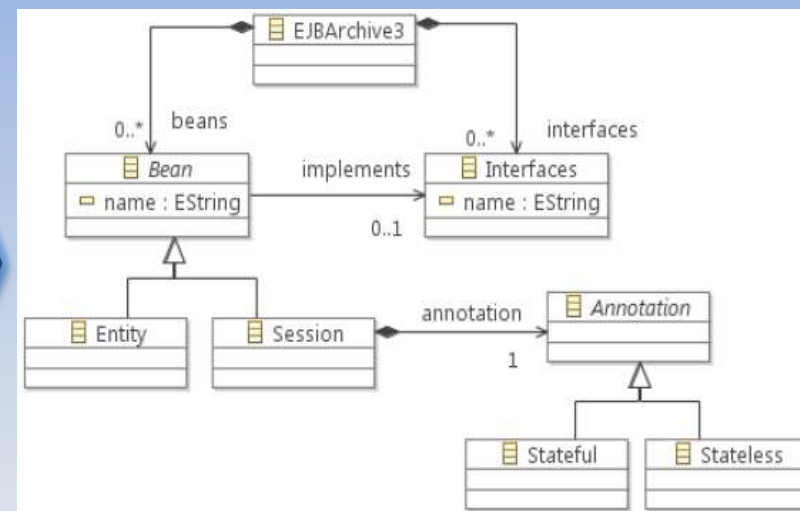 EJBArchive3
0..* beans
0..* interfaces
Bean
name : EString
implements
0..1
Interfaces
name : EString
Entity
Session
annotation
1
Annotation
Stateful
Stateless